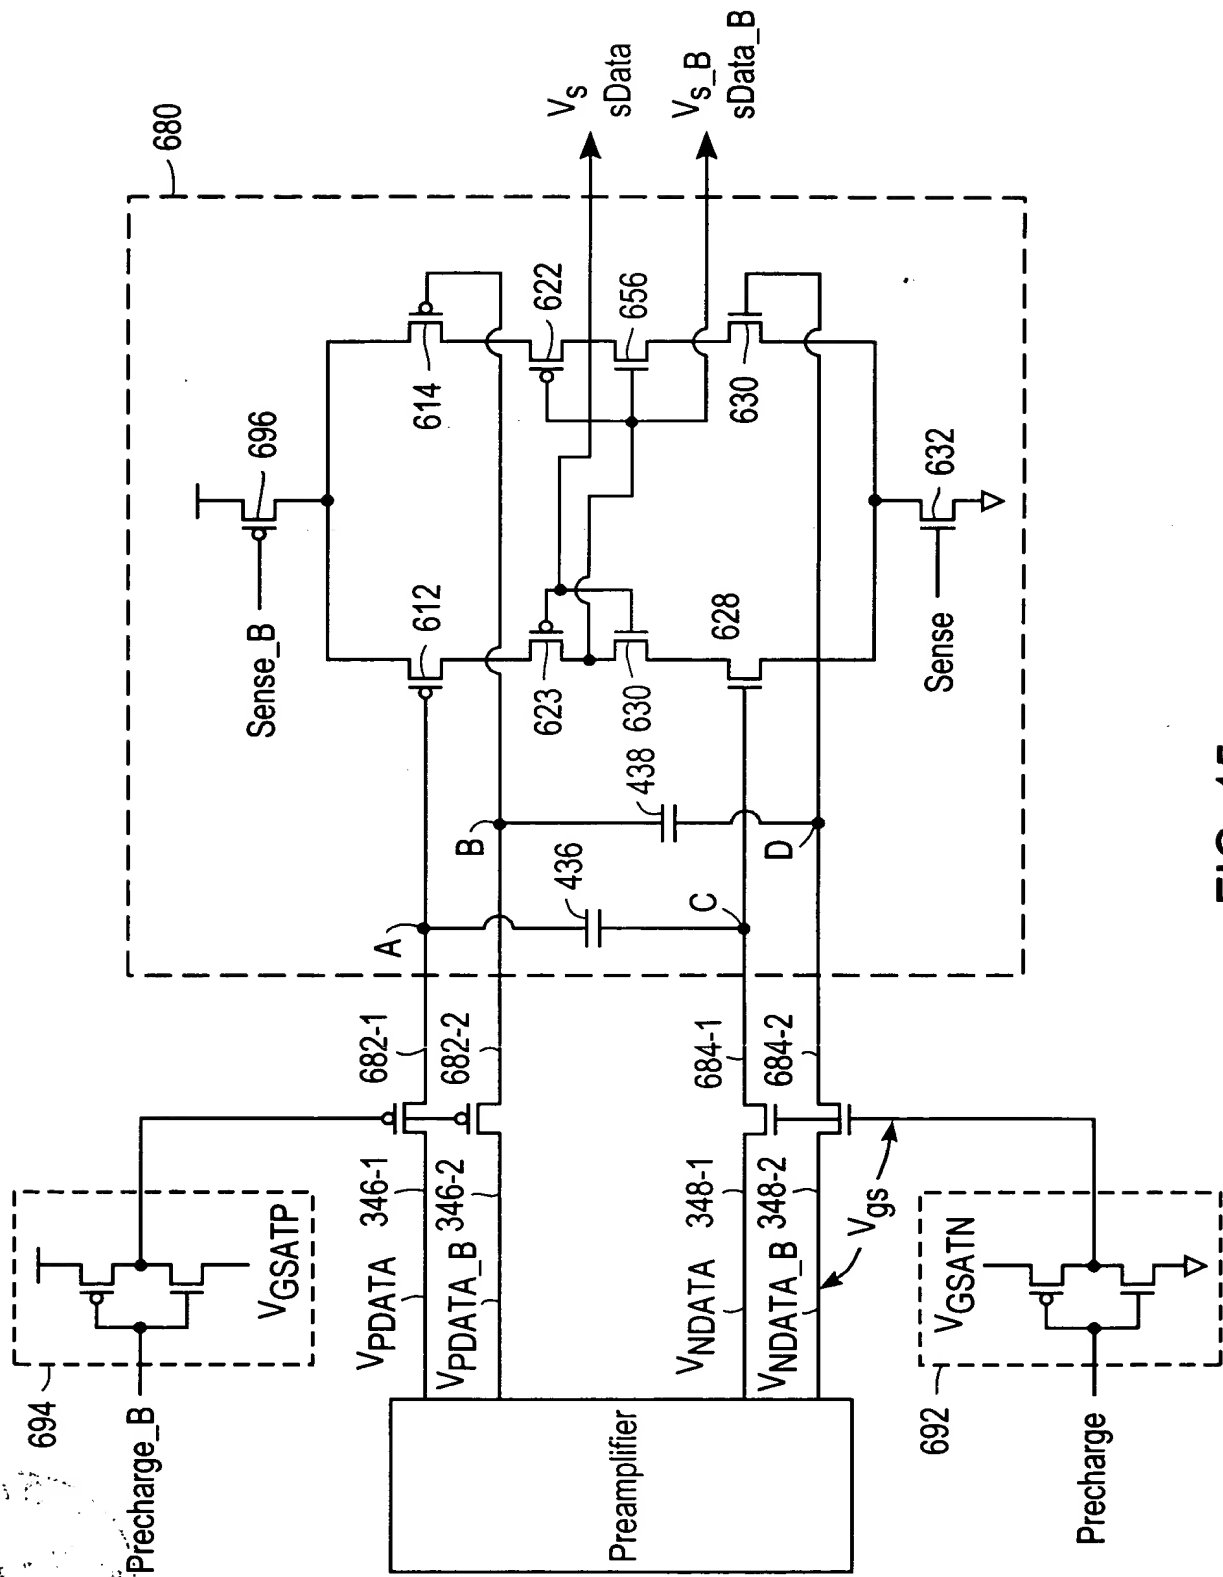 680
V_s
sData
V_s_B
sData_B
696
Sense_B
612
614
622
623
656
630
630
628
632
Sense
438
436
A
B
C
D
682-1
682-2
684-1
684-2
346-1
346-2
348-1
348-2
V_GSATP
694
Precharge_B
V_PDATA
V_PDATA_B
V_NDATA
V_NDATA_B
V_gs
V_GSATN
692
Precharge
Preamplifier